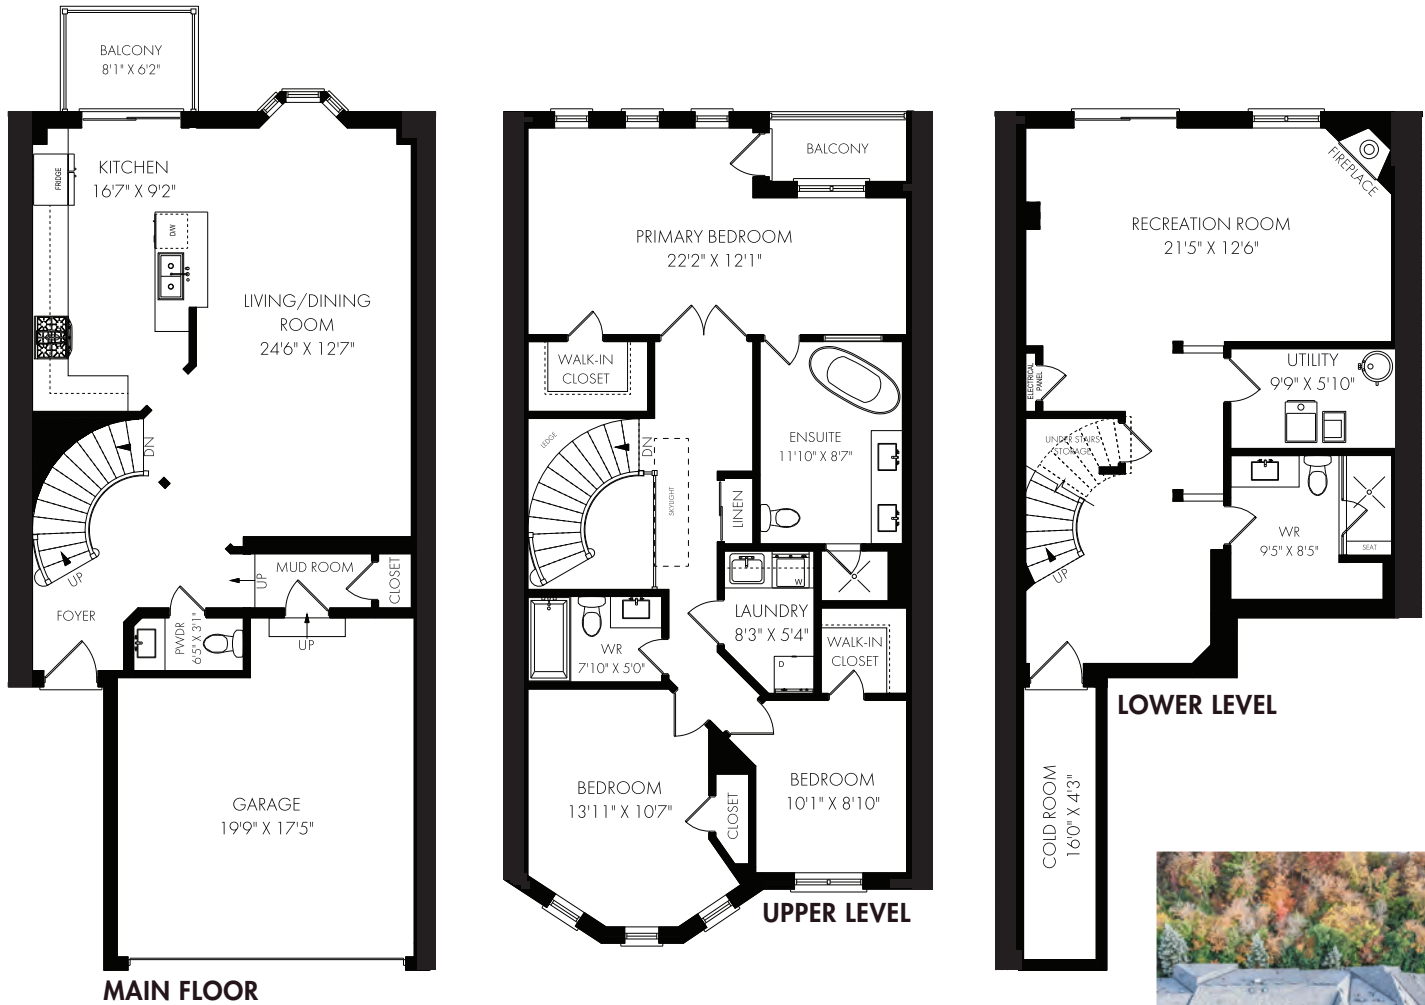 BALCONY
8'1" X 6'2"
KITCHEN
16'7" X 9'2"
FRIDGE
D/W
LIVING/DINING
ROOM
24'6" X 12'7"
DN
UP
FOYER
UP
MUD ROOM
CLOSET
PWDR
6'5" X 3'1"
UP
GARAGE
19'9" X 17'5"
MAIN FLOOR
BALCONY
PRIMARY BEDROOM
22'2" X 12'1"
WALK-IN
CLOSET
LEDGE
DN
SKYLIGHT
ENSUITE
11'10" X 8'7"
LINEN
W
LAUNDRY
8'3" X 5'4"
D
WR
7'10" X 5'0"
WALK-IN
CLOSET
BEDROOM
13'11" X 10'7"
CLOSET
BEDROOM
10'1" X 8'10"
UPPER LEVEL
FIREPLACE
RECREATION ROOM
21'5" X 12'6"
ELECTRICAL
PANEL
UTILITY
9'9" X 5'10"
UNDER STAIRS
STORAGE
UP
WR
9'5" X 8'5"
SEAT
LOWER LEVEL
COLD ROOM
16'0" X 4'3"